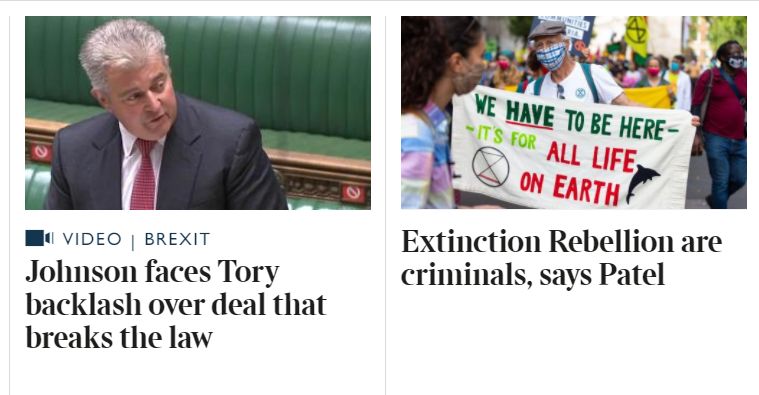 VIDEO | BREXIT
Johnson faces Tory
backlash over deal that
breaks the law
COMMUNITIES
WE HAVE TO BE HERE-
-IT'S FOR ALL LIFE
ON EARTH
Extinction Rebellion are
criminals, says Patel